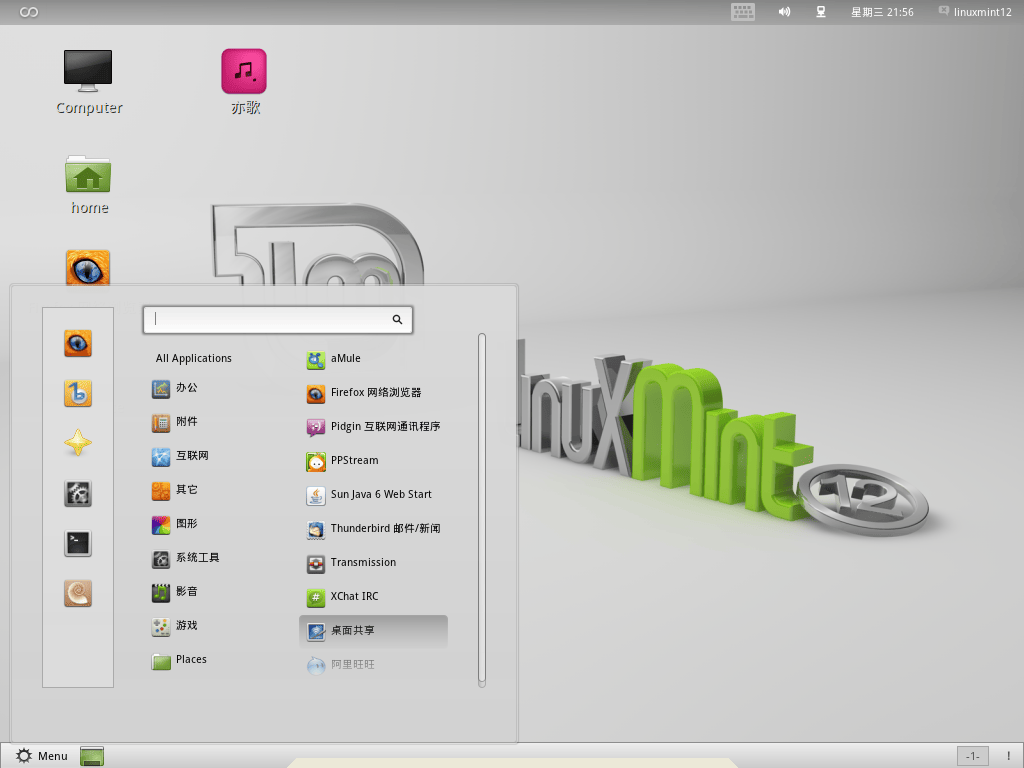 星期三 21:56
linuxmint12
Computer
亦歌
home
All Applications
办公
附件
互联网
其它
图形
系统工具
影音
游戏
Places
aMule
Firefox 网络浏览器
Pidgin 互联网通讯程序
PPStream
Sun Java 6 Web Start
Thunderbird 邮件/新闻
Transmission
XChat IRC
桌面共享
阿里旺旺
linuxMint
12
Menu
-1-
!